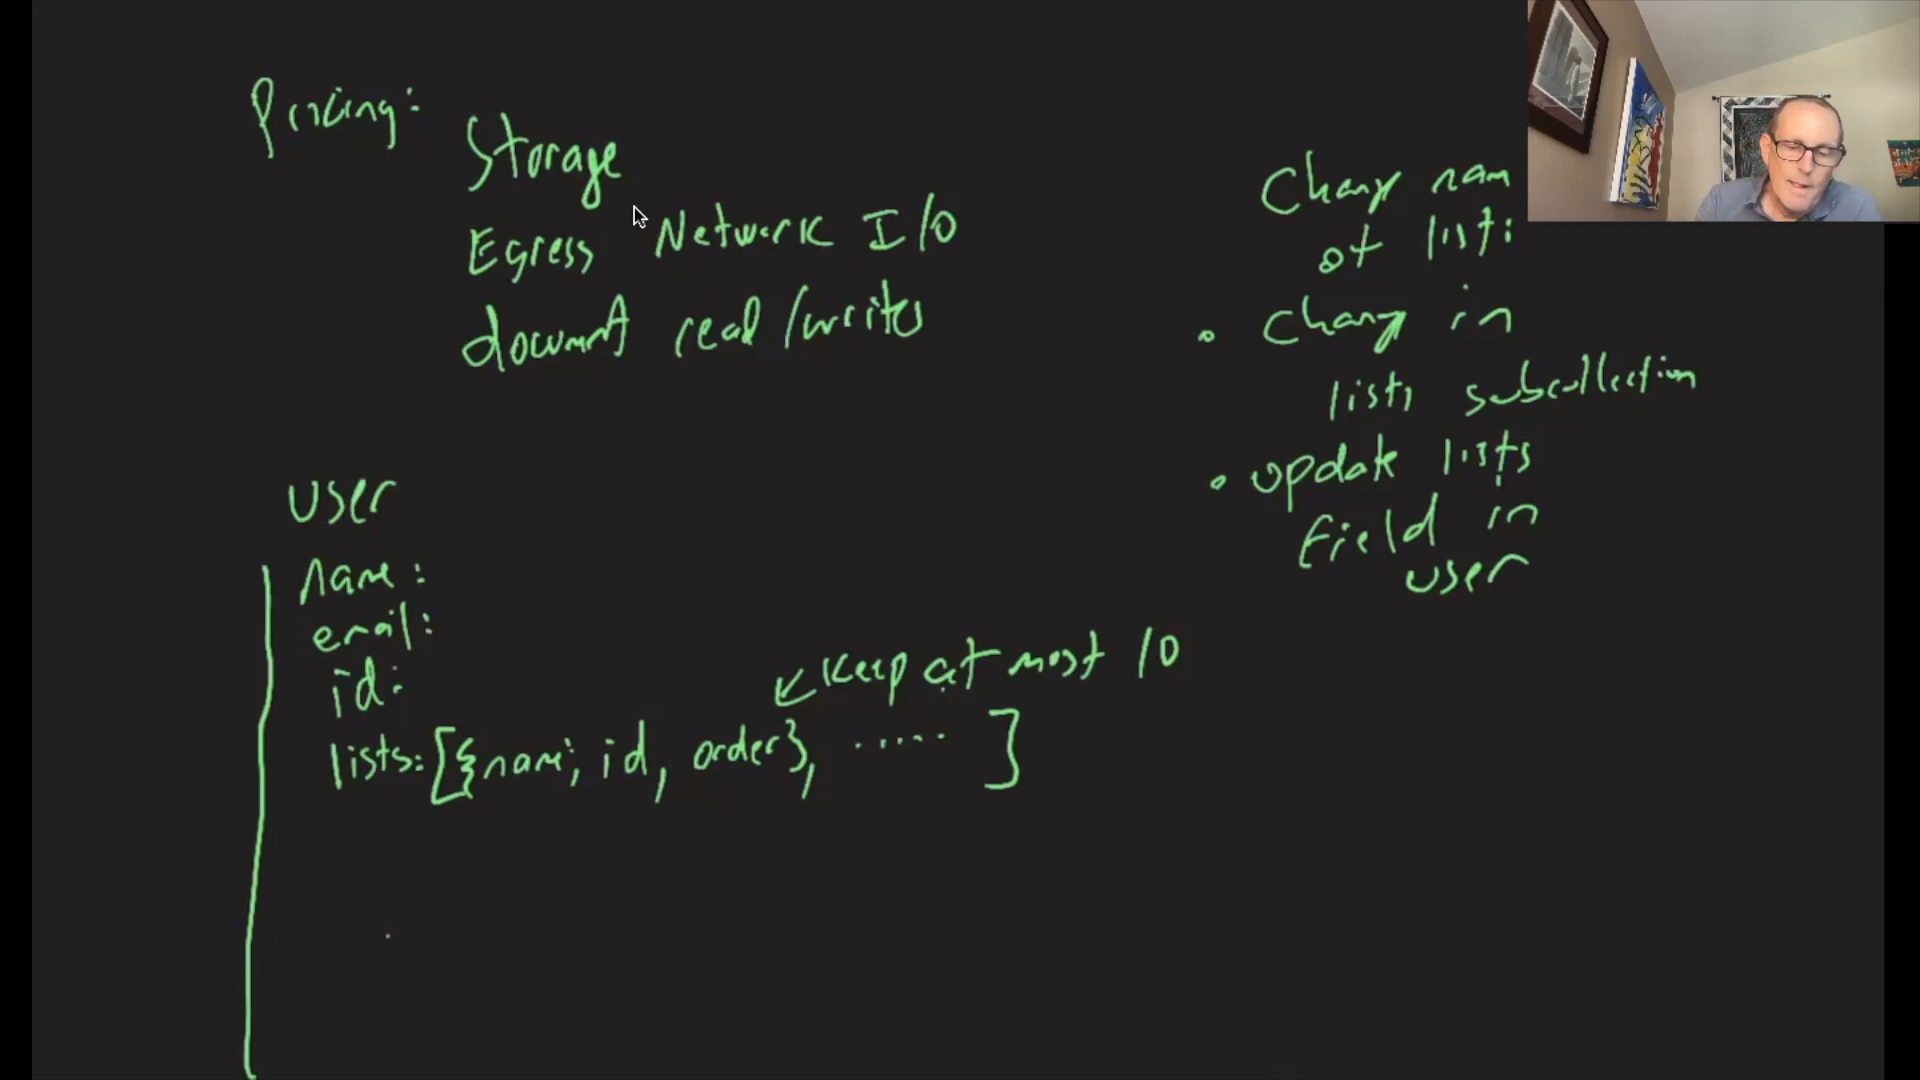 Pricing:
Storage
Egress Network I/O
document read/writes
user
name:
email:
id:
keep at most 10
lists: [{name, id, order}, ..... ]
Change nam
of list:
• change in
lists subcollection
• update lists
field in
user